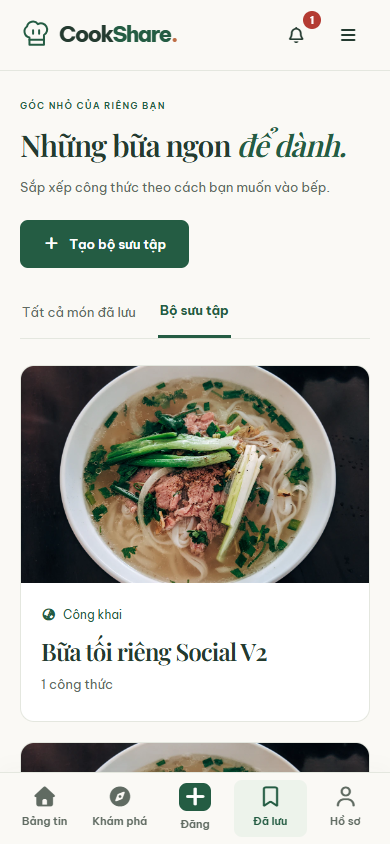 CookShare.
1
GÓC NHỎ CỦA RIÊNG BẠN
Những bữa ngon để dành.
Sắp xếp công thức theo cách bạn muốn vào bếp.
Tạo bộ sưu tập
Tất cả món đã lưu
Bộ sưu tập
Công khai
Bữa tối riêng Social V2
1 công thức
Bảng tin
Khám phá
Đăng
Đã lưu
Hồ sơ